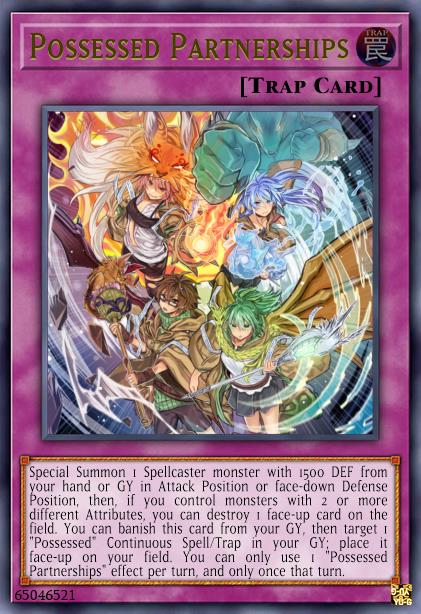 POSSESSED PARTNERSHIPS
TRAP
罠
[TRAP CARD]
Special Summon 1 Spellcaster monster with 1500 DEF from
your hand or GY in Attack Position or face-down Defense
Position, then, if you control monsters with 2 or more
different Attributes, you can destroy 1 face-up card on the
field. You can banish this card from your GY, then target 1
"Possessed" Continuous Spell/Trap in your GY; place it
face-up on your field. You can only use 1 "Possessed
Partnerships" effect per turn, and only once that turn.
65046521